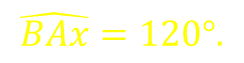 $\widehat{BAx} = 120°.$